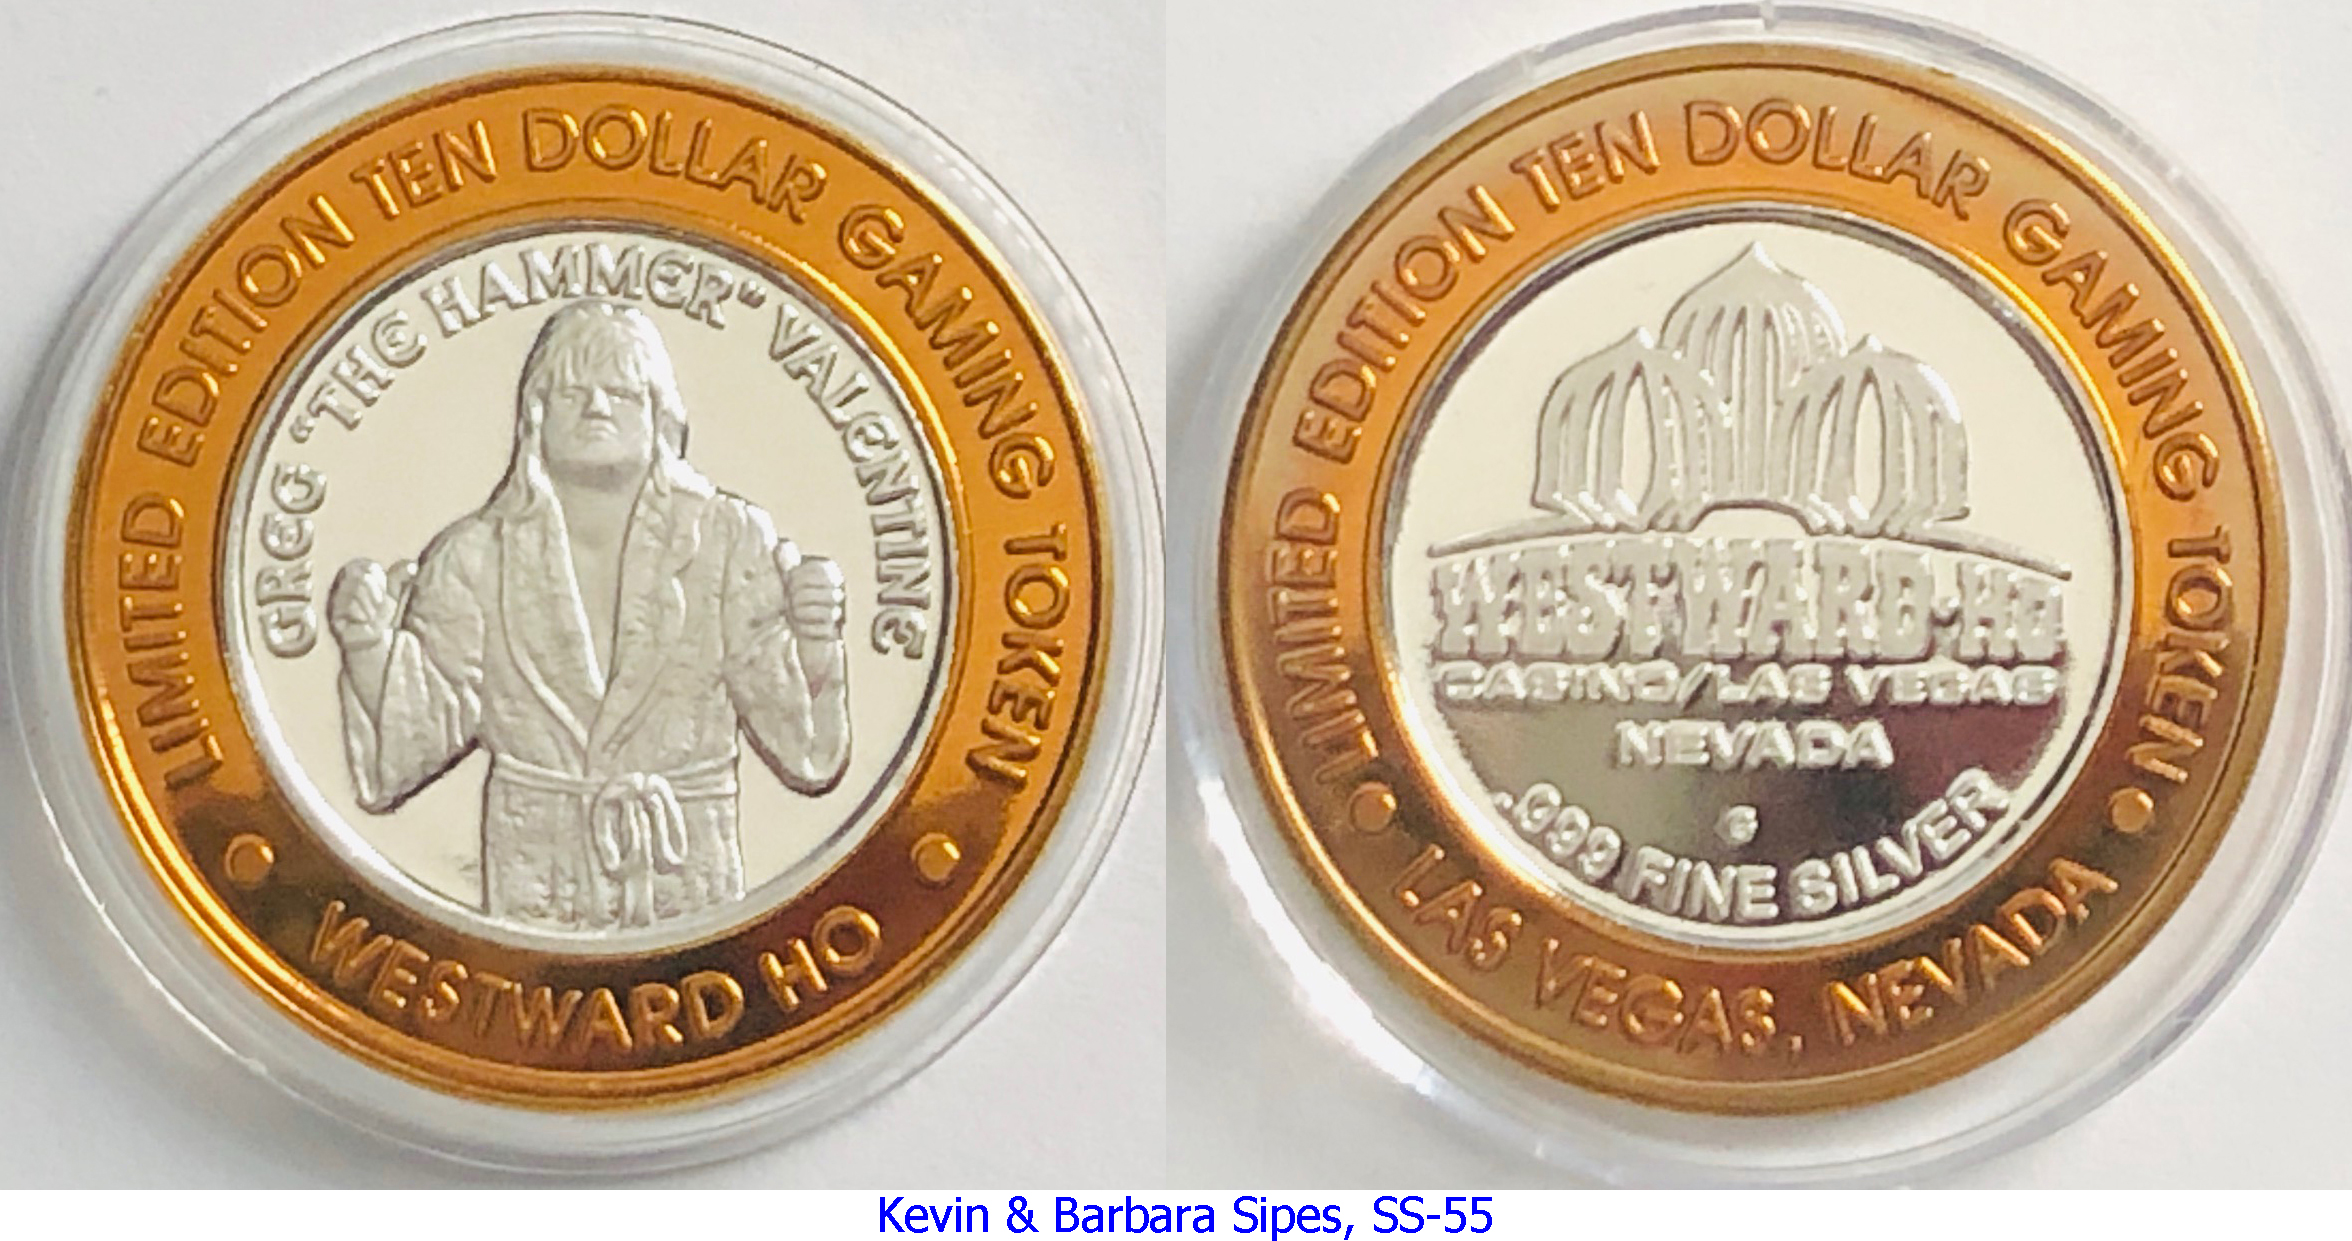 LIMITED EDITION TEN DOLLAR GAMING TOKEN
GREG "THE HAMMER" VALENTINE
• WESTWARD HO •
LIMITED EDITION TEN DOLLAR GAMING TOKEN
WESTWARD·HO
CASINO/LAS VEGAS
NEVADA
G
.999 FINE SILVER
• LAS VEGAS, NEVADA •
Kevin & Barbara Sipes, SS-55